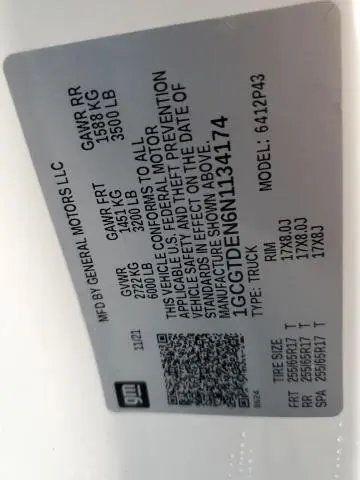 gm
MFD BY GENERAL MOTORS LLC
11/21
GVWR GAWR FRT GAWR RR
2722 KG 1451 KG 1588 KG
6000 LB 3200 LB 3500 LB
THIS VEHICLE CONFORMS TO ALL
APPLICABLE U.S. FEDERAL MOTOR
VEHICLE SAFETY AND THEFT PREVENTION
STANDARDS IN EFFECT ON THE DATE OF
MANUFACTURE SHOWN ABOVE.
1GCGTDEN6N1134174
TYPE: TRUCK MODEL: 6412P43
8624
TIRE SIZE RIM
FRT 255/65R17 T 17X8.0J
RR 255/65R17 T 17X8.0J
SPA 255/65R17 T 17X8J